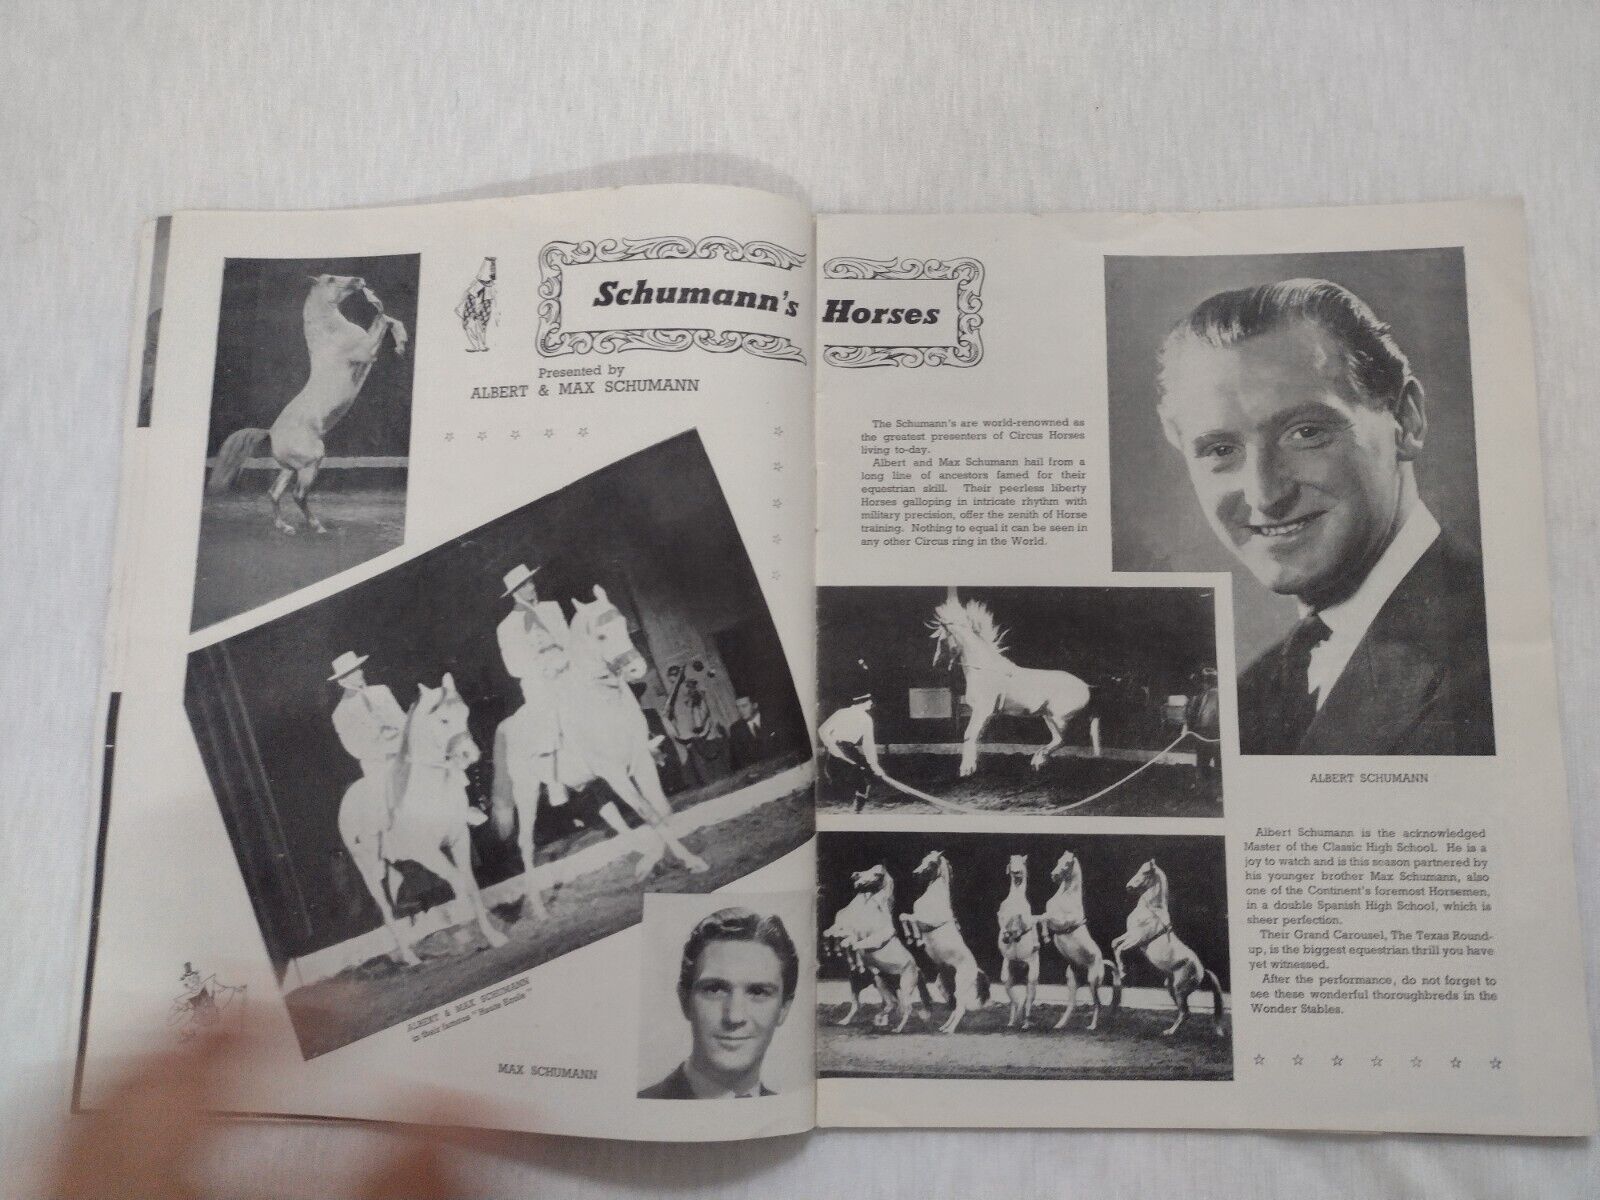 Schumann's Horses
Presented by
ALBERT & MAX SCHUMANN
ALBERT & MAX SCHUMANN
in their famous "Haute Ecole"
MAX SCHUMANN
The Schumann's are world-renowned as
the greatest presenters of Circus Horses
living to-day.
Albert and Max Schumann hail from a
long line of ancestors famed for their
equestrian skill. Their peerless liberty
Horses galloping in intricate rhythm with
military precision, offer the zenith of Horse
training. Nothing to equal it can be seen in
any other Circus ring in the World.
ALBERT SCHUMANN
Albert Schumann is the acknowledged
Master of the Classic High School. He is a
joy to watch and is this season partnered by
his younger brother Max Schumann, also
one of the Continent's foremost Horsemen,
in a double Spanish High School, which is
sheer perfection.
Their Grand Carousel, The Texas Round-
up, is the biggest equestrian thrill you have
yet witnessed.
After the performance, do not forget to
see these wonderful thoroughbreds in the
Wonder Stables.